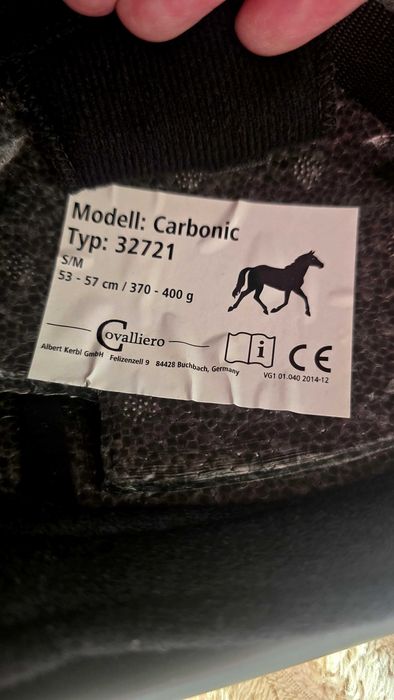 Modell: Carbonic
Typ: 32721
S/M
53 - 57 cm / 370 - 400 g
Covalliero
Albert Kerbl GmbH Felizenzell 9 84428 Buchbach, Germany
i
CE
VG1 01.040 2014-12